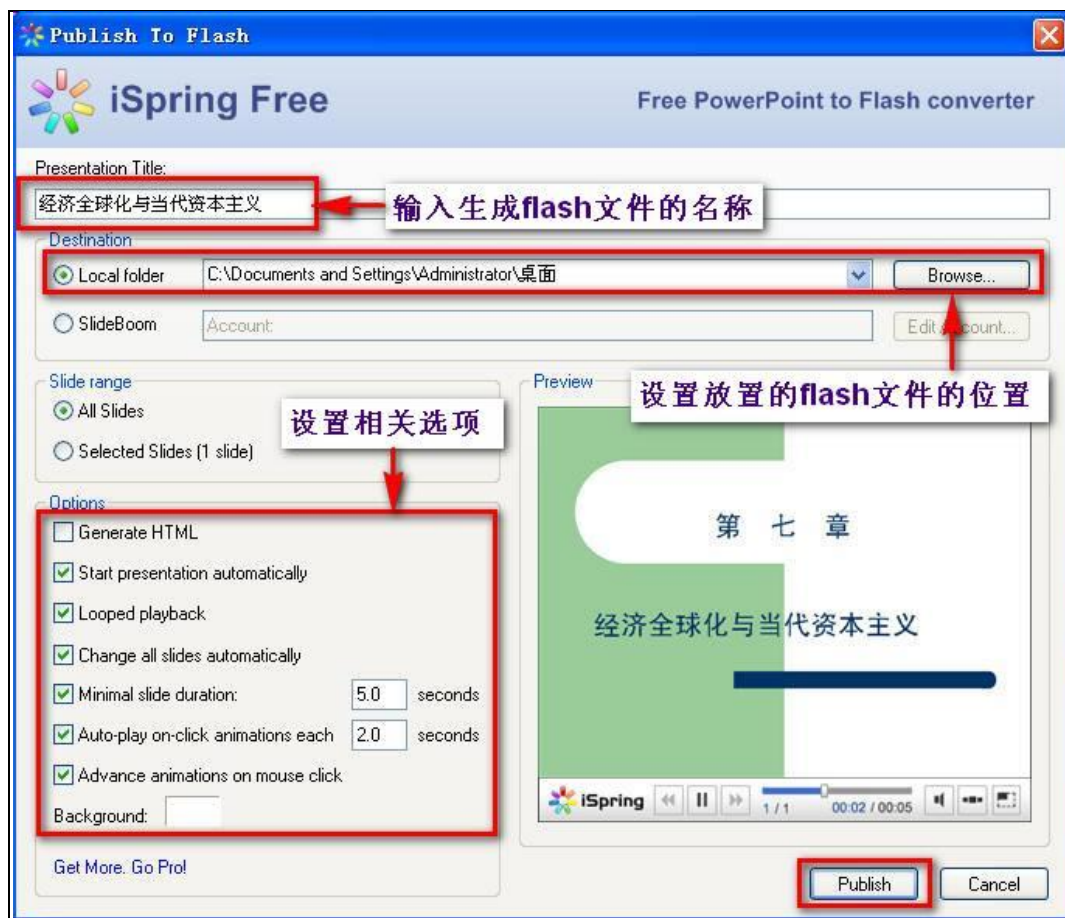 Publish To Flash
iSpring Free
Free PowerPoint to Flash converter
Presentation Title:
经济全球化与当代资本主义
输入生成flash文件的名称
Destination
Local folder
C:\Documents and Settings\Administrator\桌面
Browse...
SlideBoom
Account:
Edit Account...
设置放置的flash文件的位置
Slide range
All Slides
Selected Slides (1 slide)
设置相关选项
Options
Generate HTML
Start presentation automatically
Looped playback
Change all slides automatically
Minimal slide duration: 5.0 seconds
Auto-play on-click animations each 2.0 seconds
Advance animations on mouse click
Background:
Get More. Go Pro!
Preview
第 七 章
经济全球化与当代资本主义
iSpring
1 / 1
00:02 / 00:05
Publish
Cancel